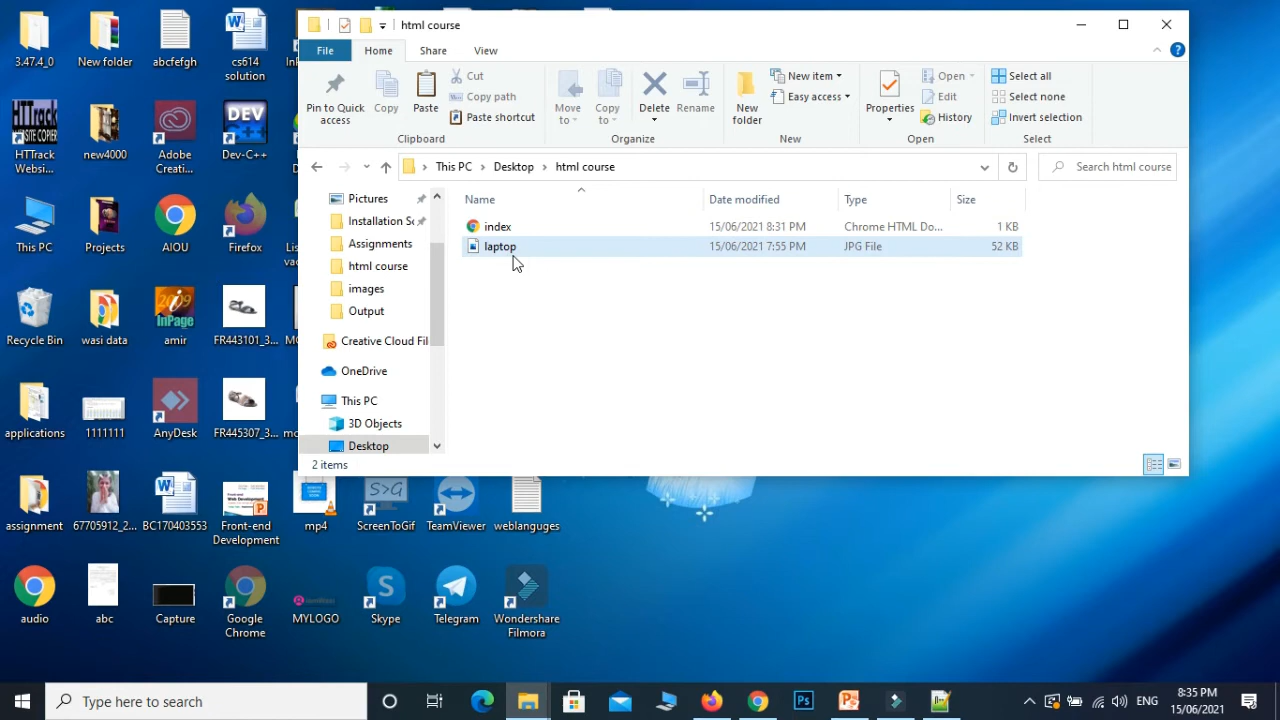 html course
File
Home
Share
View
Pin to Quick access
Copy
Paste
Cut
Copy path
Paste shortcut
Clipboard
Move to
Copy to
Delete
Rename
Organize
New folder
New item
Easy access
New
Properties
Open
Edit
History
Open
Select all
Select none
Invert selection
Select
This PC
Desktop
html course
Search html course
Name
Date modified
Type
Size
index
15/06/2021 8:31 PM
Chrome HTML Do...
1 KB
laptop
15/06/2021 7:55 PM
JPG File
52 KB
Pictures
Installation Sc
Assignments
html course
images
Output
Creative Cloud Fil
OneDrive
This PC
3D Objects
Desktop
2 items
3.47.4_0
New folder
abcfefgh
cs614 solution
HTTrack Websi...
new4000
Adobe Creati...
Dev-C++
This PC
Projects
AIOU
Firefox
Recycle Bin
wasi data
amir
FR443101_3...
applications
1111111
AnyDesk
FR445307_3...
assignment
67705912_2...
BC170403553
Front-end Development
mp4
ScreenToGif
TeamViewer
weblanguges
audio
abc
Capture
Google Chrome
MYLOGO
Skype
Telegram
Wondershare Filmora
Type here to search
ENG
8:35 PM
15/06/2021